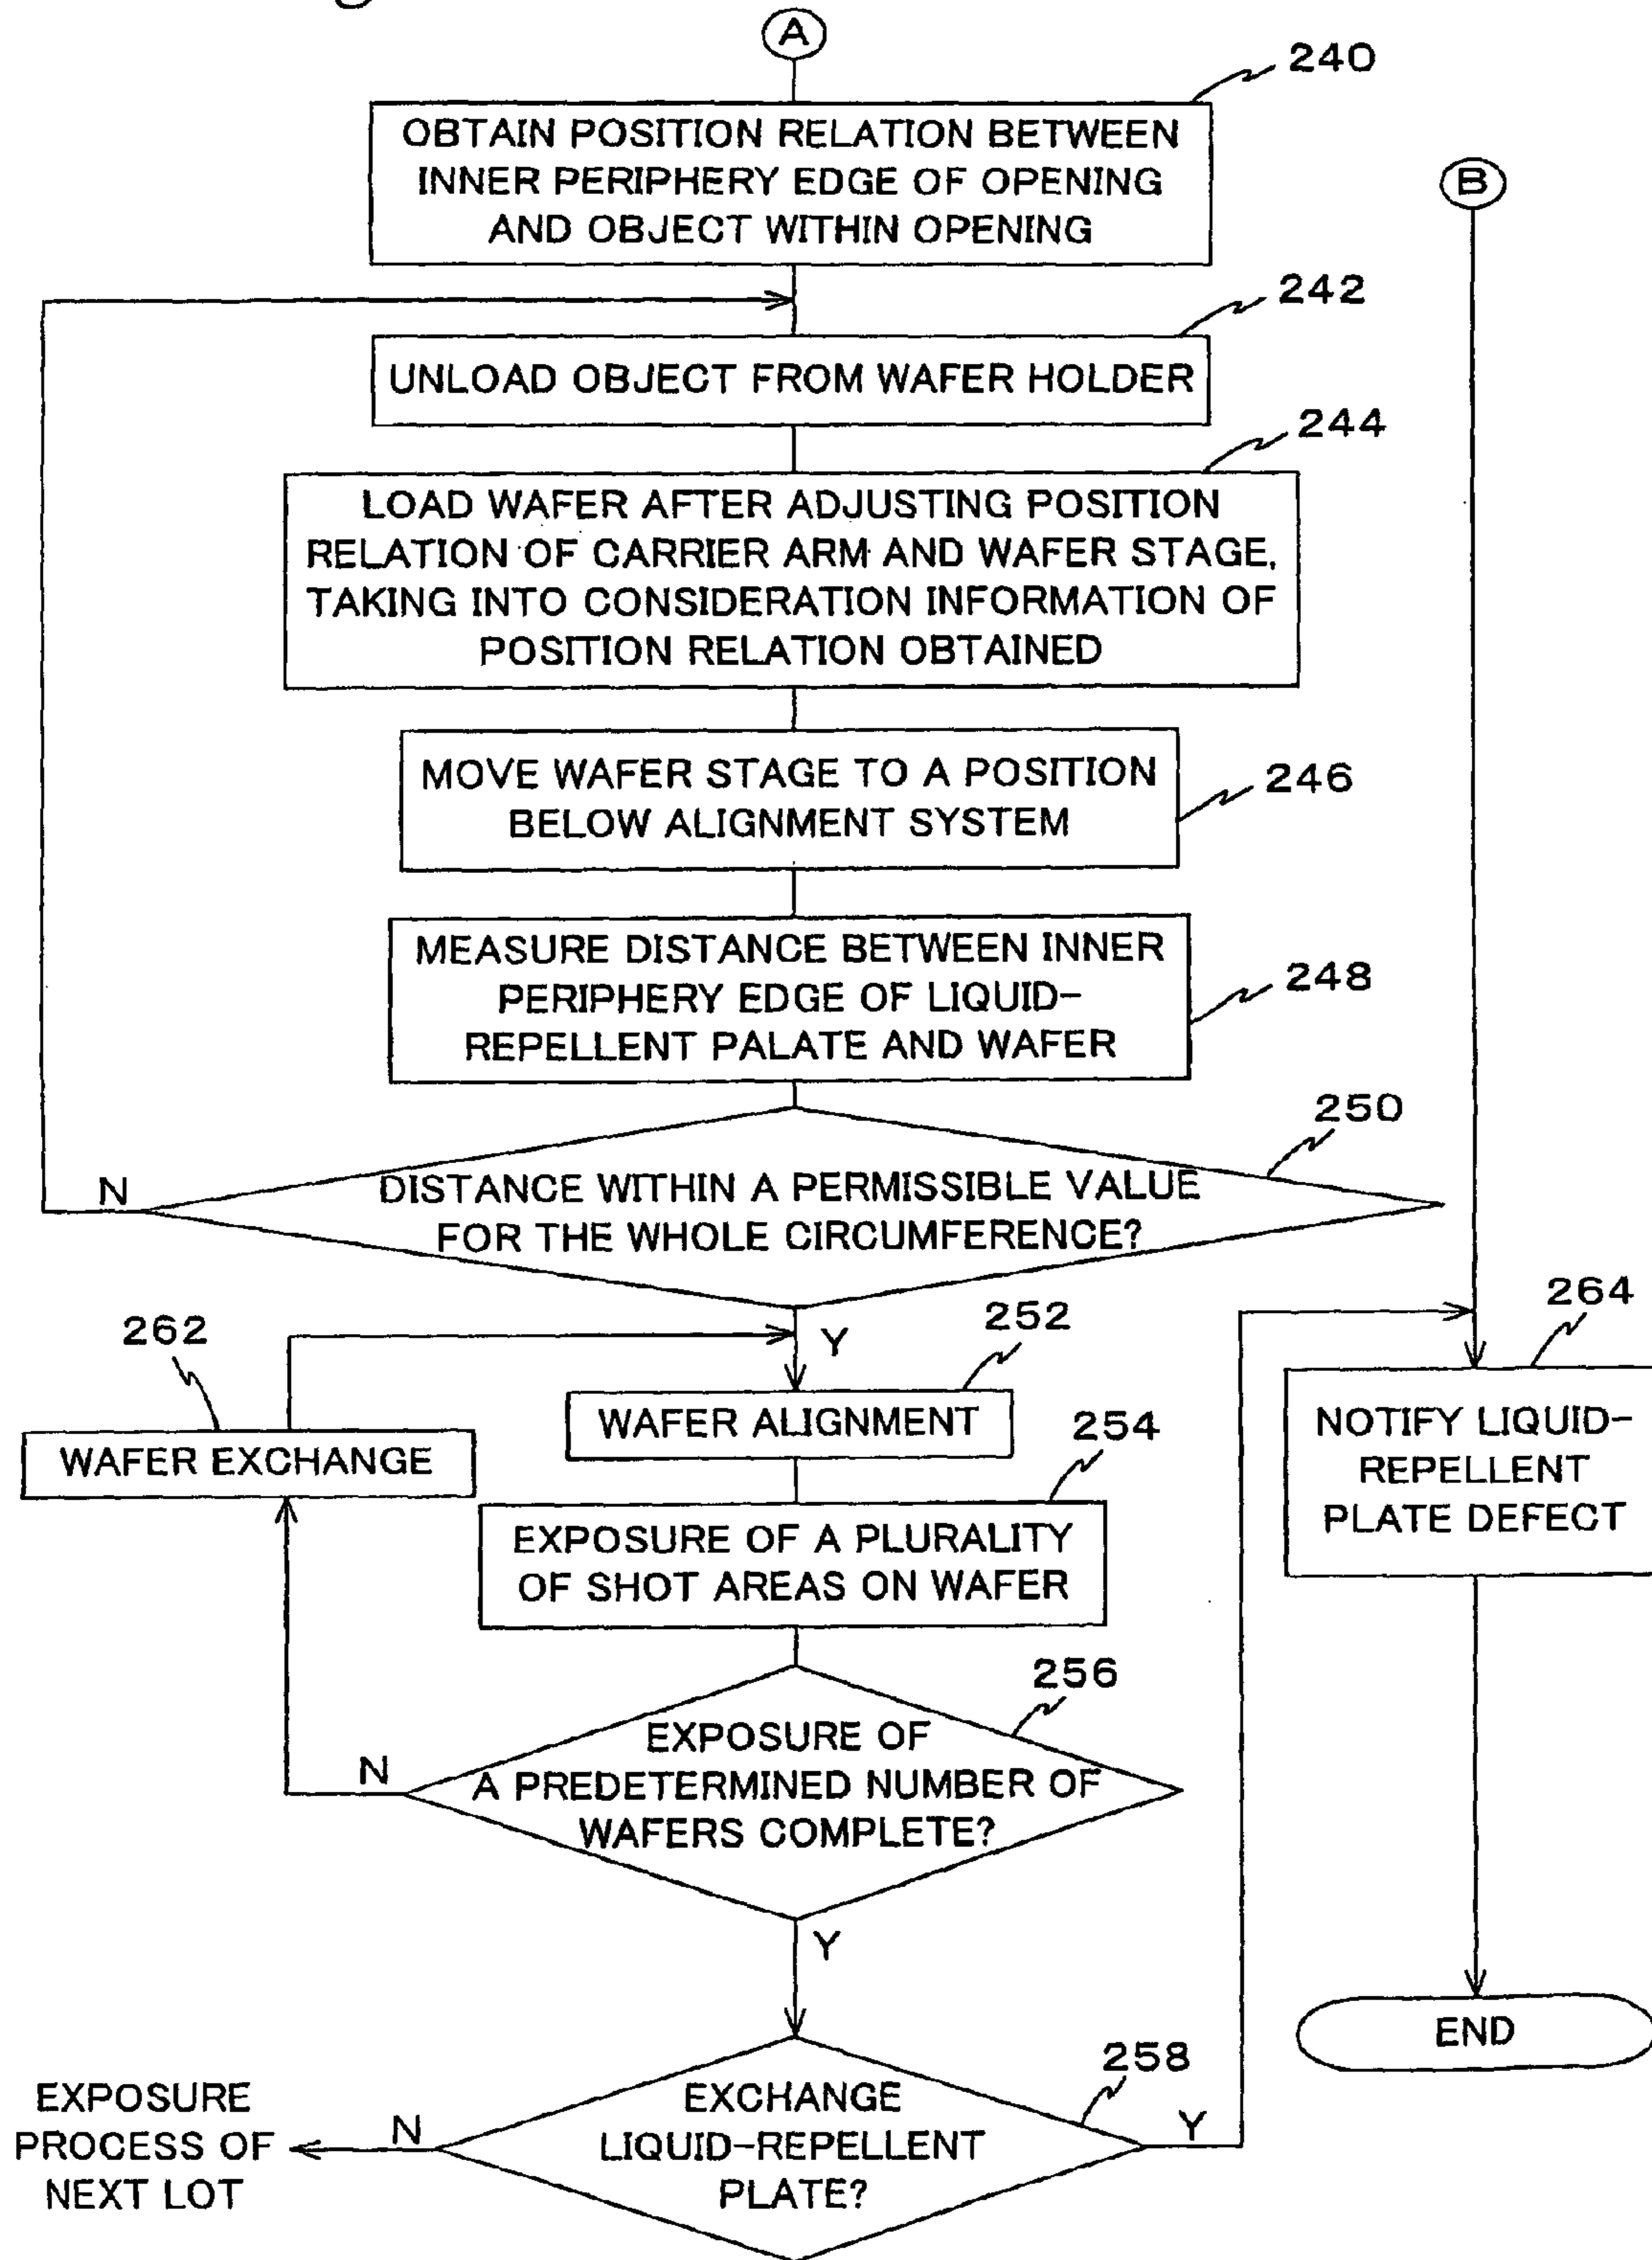 A
240
OBTAIN POSITION RELATION BETWEEN
INNER PERIPHERY EDGE OF OPENING
AND OBJECT WITHIN OPENING
B
242
UNLOAD OBJECT FROM WAFER HOLDER
244
LOAD WAFER AFTER ADJUSTING POSITION
RELATION OF CARRIER ARM AND WAFER STAGE,
TAKING INTO CONSIDERATION INFORMATION OF
POSITION RELATION OBTAINED
MOVE WAFER STAGE TO A POSITION
BELOW ALIGNMENT SYSTEM
246
MEASURE DISTANCE BETWEEN INNER
PERIPHERY EDGE OF LIQUID-
REPELLENT PALATE AND WAFER
248
250
DISTANCE WITHIN A PERMISSIBLE VALUE
FOR THE WHOLE CIRCUMFERENCE?
N
Y
262
WAFER EXCHANGE
252
WAFER ALIGNMENT
254
EXPOSURE OF A PLURALITY
OF SHOT AREAS ON WAFER
264
NOTIFY LIQUID-
REPELLENT
PLATE DEFECT
256
EXPOSURE OF
A PREDETERMINED NUMBER OF
WAFERS COMPLETE?
N
Y
END
258
EXCHANGE
LIQUID-REPELLENT
PLATE?
N
Y
EXPOSURE
PROCESS OF
NEXT LOT